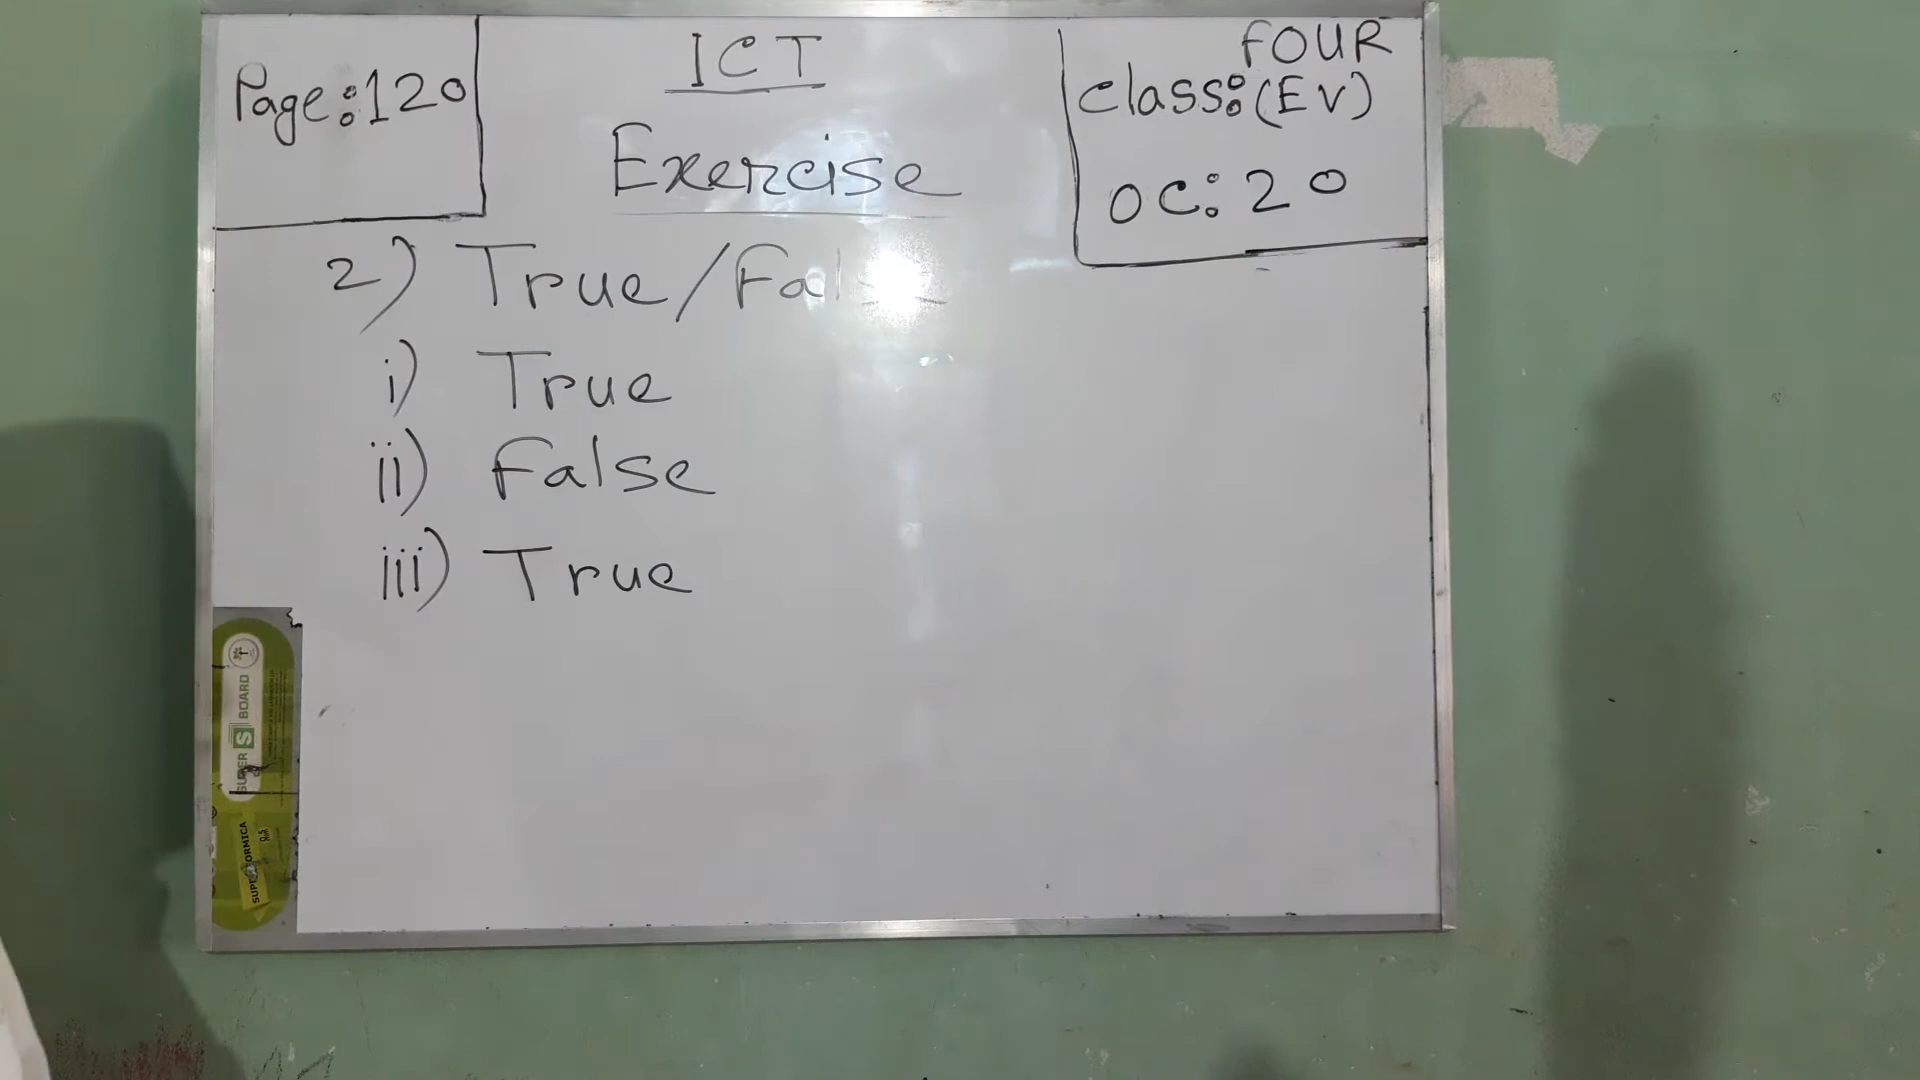 Page:120
ICT
Exercise
FOUR
Class:(EV)
OC:20
2) True/Fal
i) True
ii) False
iii) True
SUPER S BOARD